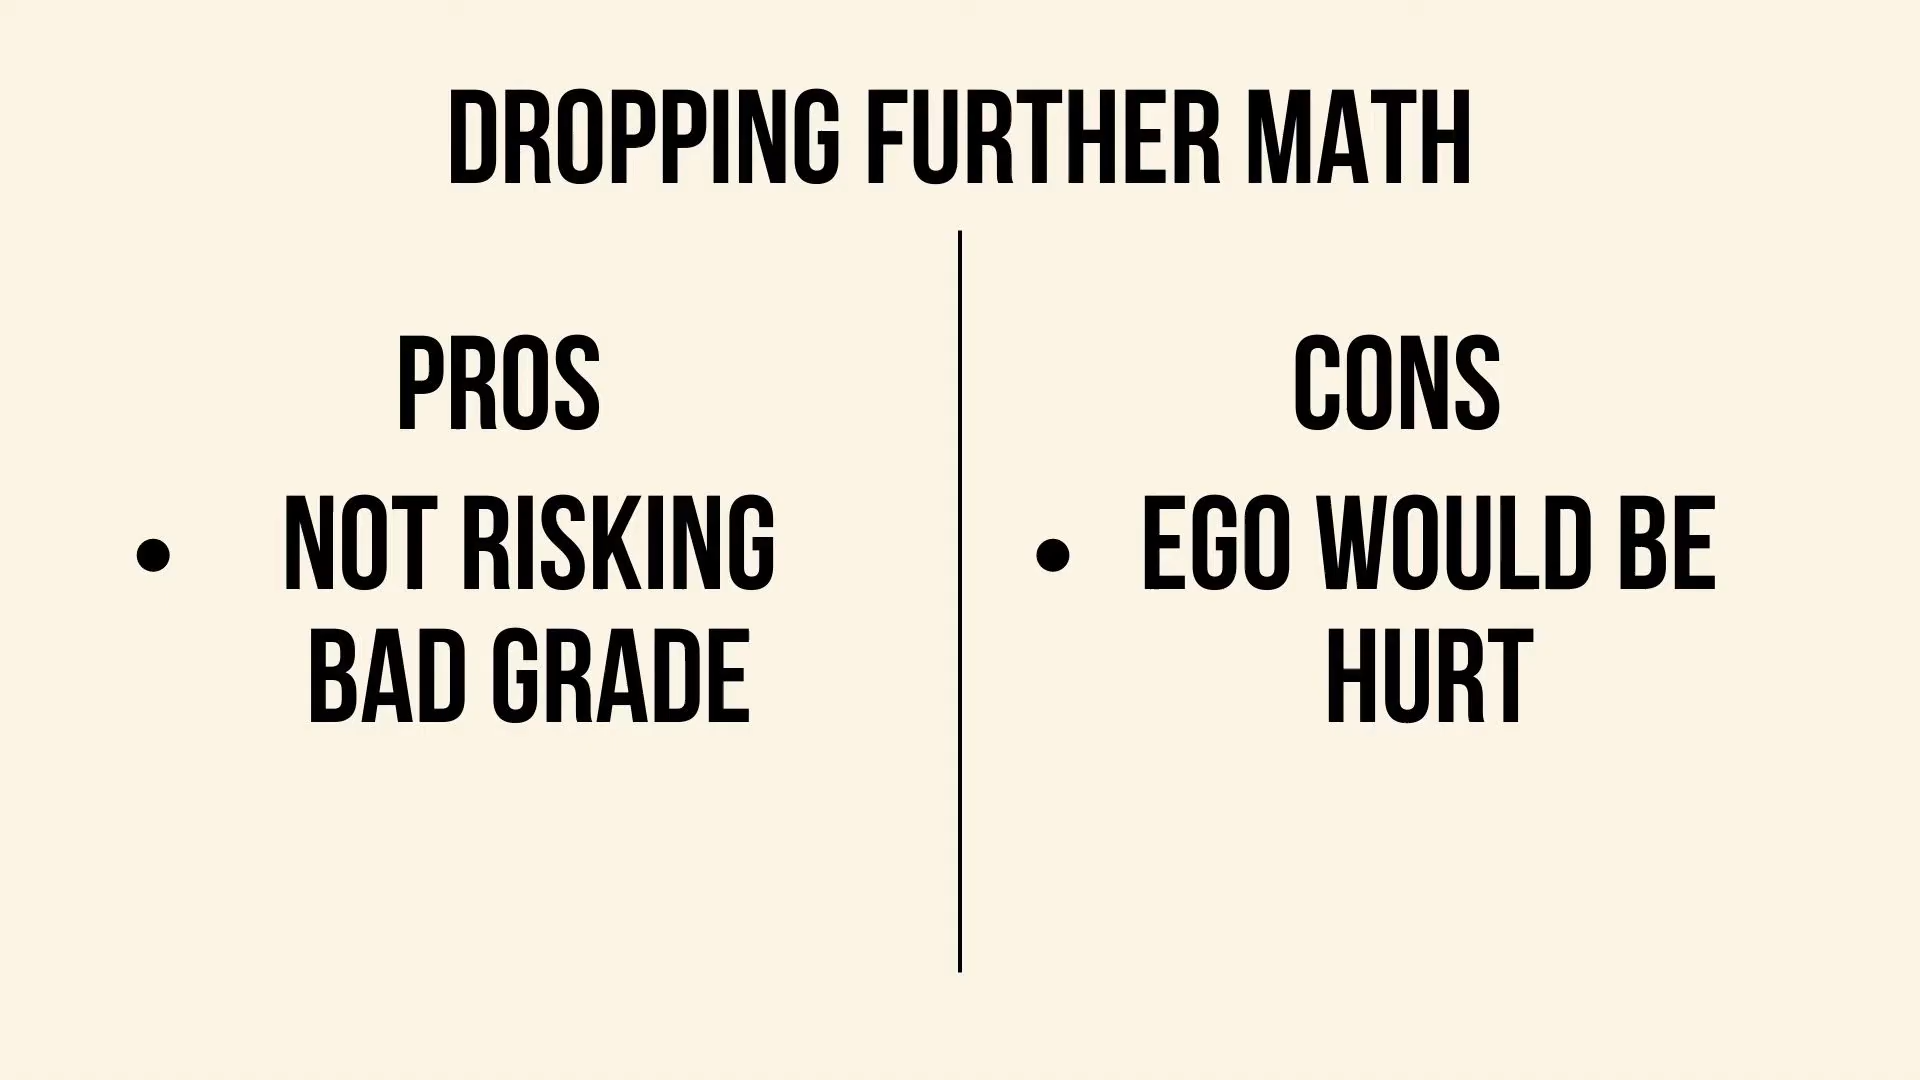 DROPPING FURTHER MATH
PROS
• NOT RISKING
BAD GRADE
CONS
• EGO WOULD BE
HURT